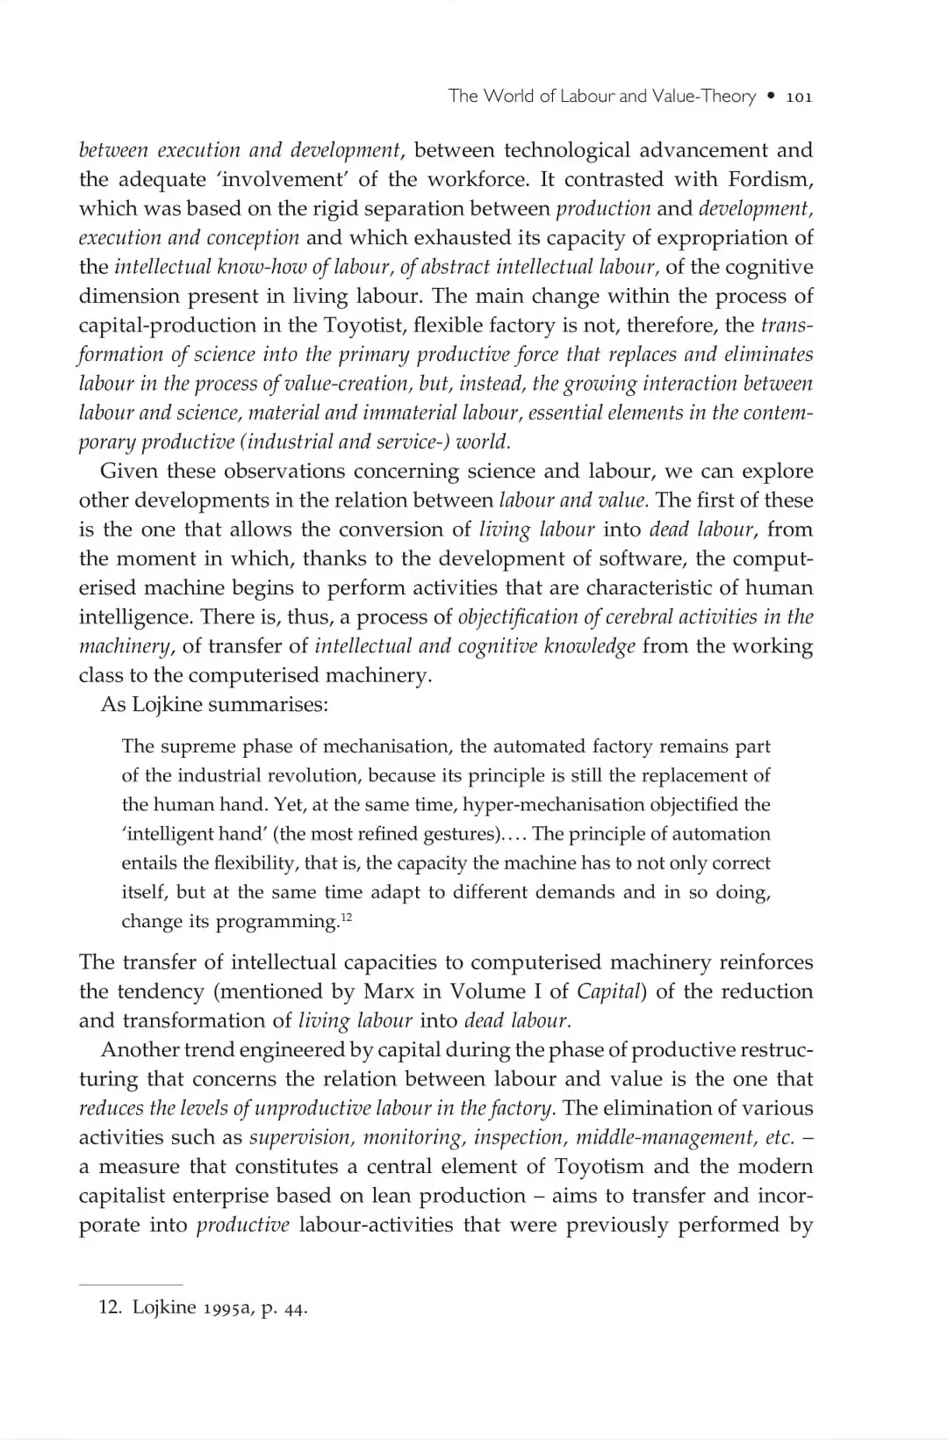 The World of Labour and Value-Theory • 101
between execution and development, between technological advancement and
the adequate ‘involvement’ of the workforce. It contrasted with Fordism,
which was based on the rigid separation between production and development,
execution and conception and which exhausted its capacity of expropriation of
the intellectual know-how of labour, of abstract intellectual labour, of the cognitive
dimension present in living labour. The main change within the process of
capital-production in the Toyotist, flexible factory is not, therefore, the trans-
formation of science into the primary productive force that replaces and eliminates
labour in the process of value-creation, but, instead, the growing interaction between
labour and science, material and immaterial labour, essential elements in the contem-
porary productive (industrial and service-) world.
Given these observations concerning science and labour, we can explore
other developments in the relation between labour and value. The first of these
is the one that allows the conversion of living labour into dead labour, from
the moment in which, thanks to the development of software, the comput-
erised machine begins to perform activities that are characteristic of human
intelligence. There is, thus, a process of objectification of cerebral activities in the
machinery, of transfer of intellectual and cognitive knowledge from the working
class to the computerised machinery.
As Lojkine summarises:
The supreme phase of mechanisation, the automated factory remains part
of the industrial revolution, because its principle is still the replacement of
the human hand. Yet, at the same time, hyper-mechanisation objectified the
‘intelligent hand’ (the most refined gestures).… The principle of automation
entails the flexibility, that is, the capacity the machine has to not only correct
itself, but at the same time adapt to different demands and in so doing,
change its programming.12
The transfer of intellectual capacities to computerised machinery reinforces
the tendency (mentioned by Marx in Volume I of Capital) of the reduction
and transformation of living labour into dead labour.
Another trend engineered by capital during the phase of productive restruc-
turing that concerns the relation between labour and value is the one that
reduces the levels of unproductive labour in the factory. The elimination of various
activities such as supervision, monitoring, inspection, middle-management, etc. –
a measure that constitutes a central element of Toyotism and the modern
capitalist enterprise based on lean production – aims to transfer and incor-
porate into productive labour-activities that were previously performed by
12. Lojkine 1995a, p. 44.